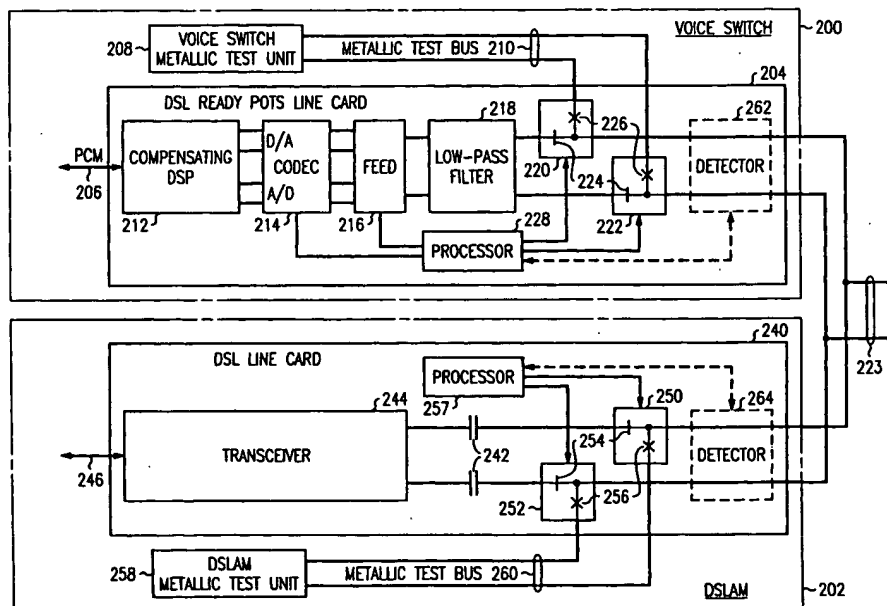 VOICE SWITCH
200
208
VOICE SWITCH
METALLIC TEST UNIT
METALLIC TEST BUS 210
204
DSL READY POTS LINE CARD
218
262
PCM
206
COMPENSATING
DSP
212
D/A
CODEC
A/D
214
FEED
216
LOW-PASS
FILTER
226
220
224
222
DETECTOR
228
PROCESSOR
223
240
DSL LINE CARD
PROCESSOR
257
244
250
264
TRANSCEIVER
246
242
254
256
252
DETECTOR
258
DSLAM
METALLIC TEST UNIT
METALLIC TEST BUS 260
DSLAM
202